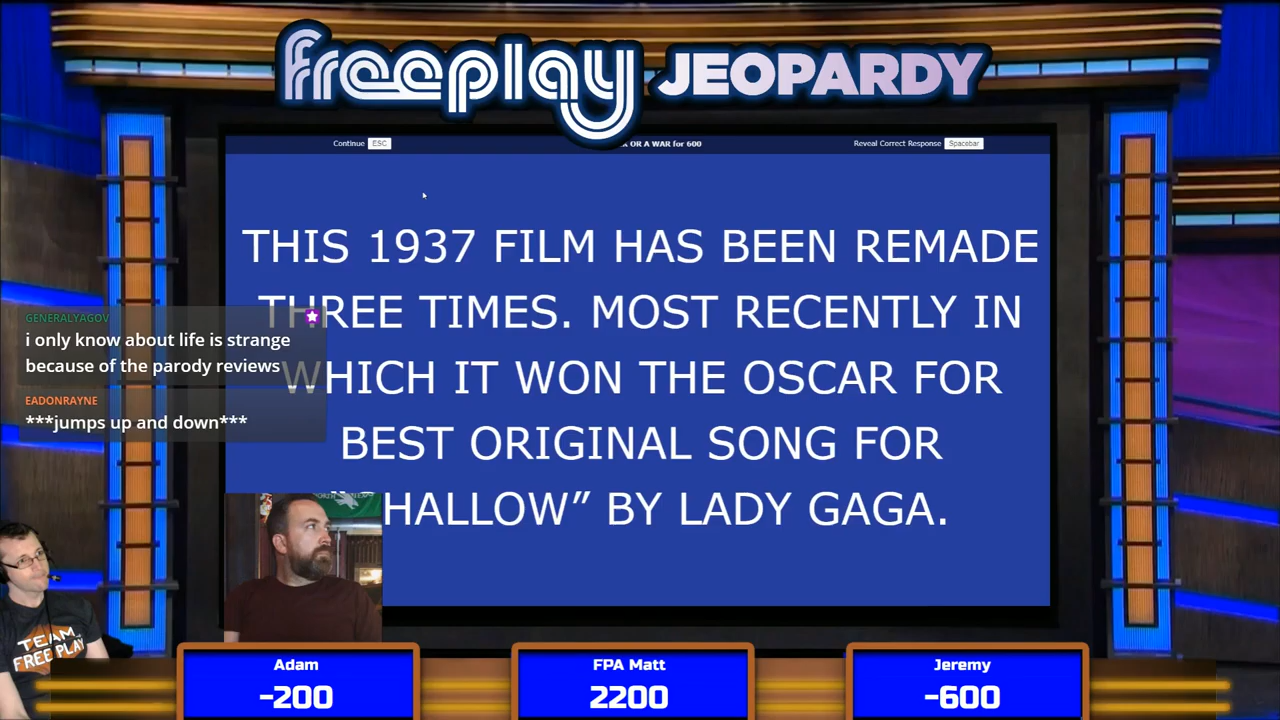 freeplay JEOPARDY
Continue ESC
OR A WAR for 600
Reveal Correct Response Spacebar
THIS 1937 FILM HAS BEEN REMADE
THREE TIMES. MOST RECENTLY IN
WHICH IT WON THE OSCAR FOR
BEST ORIGINAL SONG FOR
HALLOW” BY LADY GAGA.
GENERALYAGOV
i only know about life is strange
because of the parody reviews
EADONRAYNE
***jumps up and down***
TEAM
FREE PLAY
Adam
-200
FPA Matt
2200
Jeremy
-600